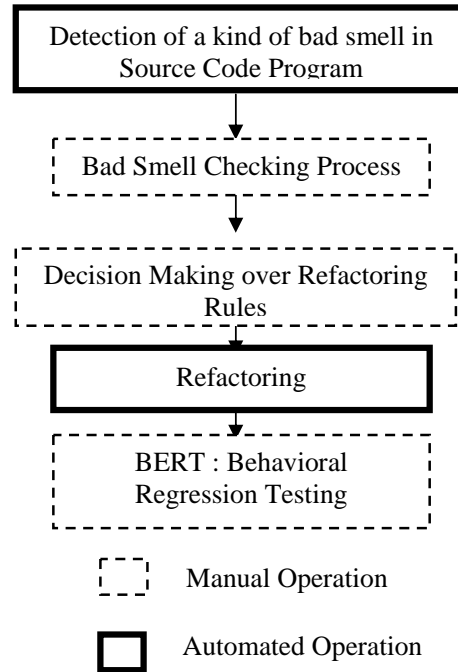 Detection of a kind of bad smell in
Source Code Program
Bad Smell Checking Process
Decision Making over Refactoring
Rules
Refactoring
BERT : Behavioral
Regression Testing
Manual Operation
Automated Operation